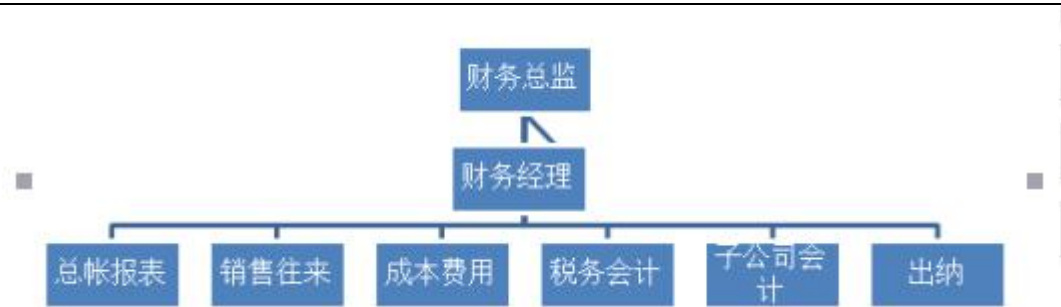 财务总监
财务经理
总帐报表
销售往来
成本费用
税务会计
子公司会
计
出纳